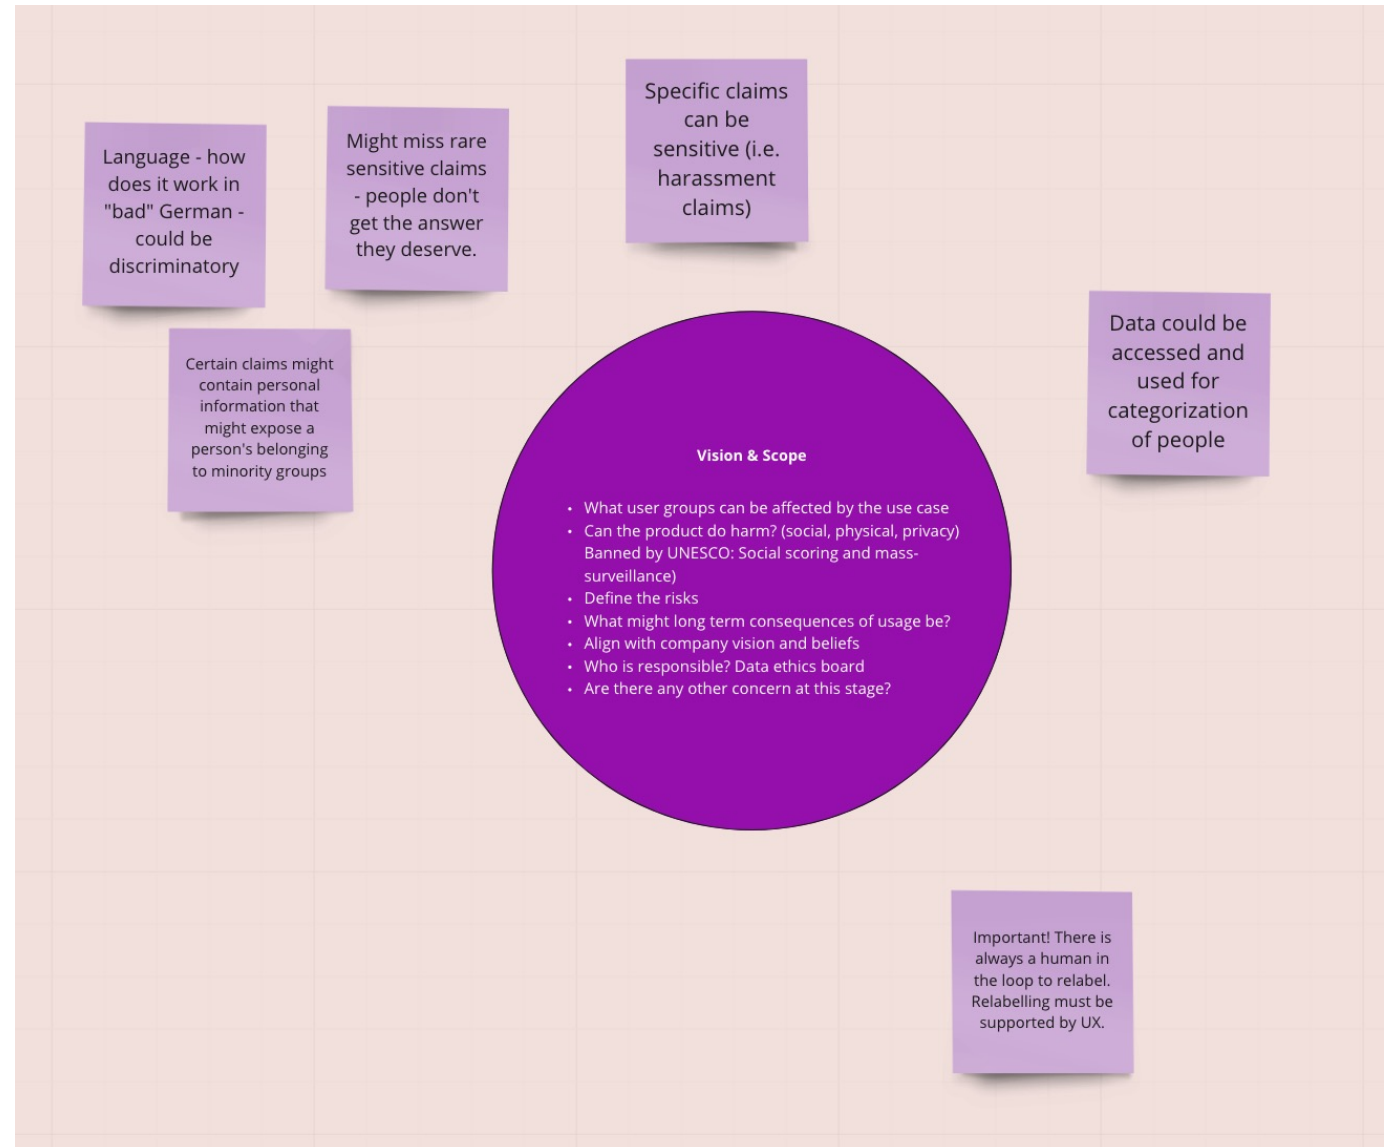 Specific claims
can be
sensitive (i.e.
harassment
claims)
Might miss rare
sensitive claims
- people don't
get the answer
they deserve.
Language - how
does it work in
"bad" German -
could be
discriminatory
Certain claims might
contain personal
information that
might expose a
person's belonging
to minority groups
Data could be
accessed and
used for
categorization
of people
Vision & Scope
• What user groups can be affected by the use case
• Can the product do harm? (social, physical, privacy)
Banned by UNESCO: Social scoring and mass-
surveillance)
• Define the risks
• What might long term consequences of usage be?
• Align with company vision and beliefs
• Who is responsible? Data ethics board
• Are there any other concern at this stage?
Important! There is
always a human in
the loop to relabel.
Relabelling must be
supported by UX.